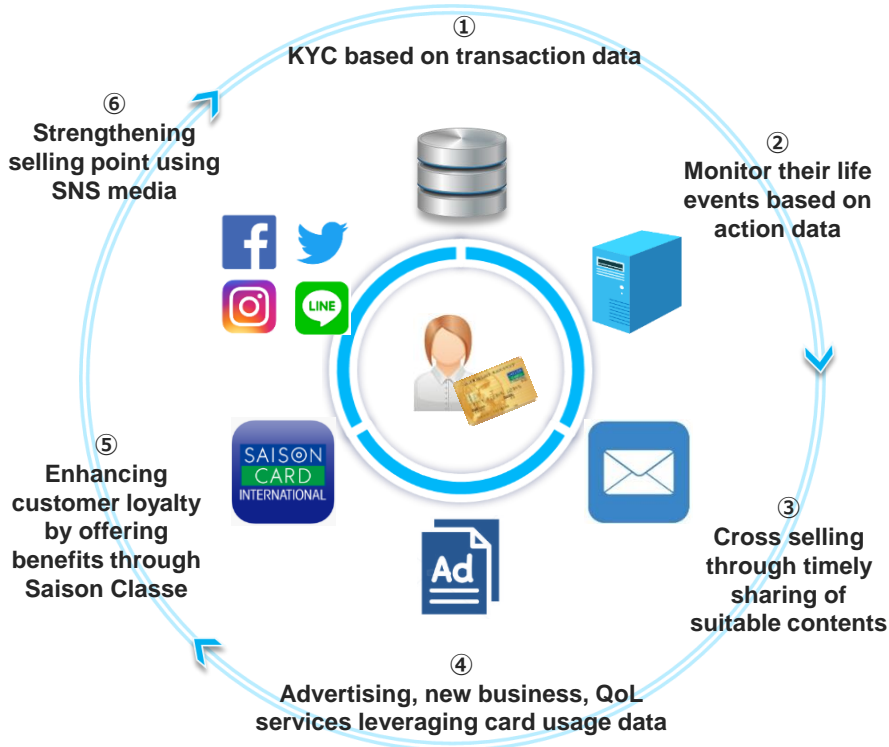 ①
KYC based on transaction data
②
Monitor their life
events based on
action data
③
Cross selling
through timely
sharing of
suitable contents
④
Advertising, new business, QoL
services leveraging card usage data
⑤
Enhancing
customer loyalty
by offering
benefits through
Saison Classe
⑥
Strengthening
selling point using
SNS media
LINE
SAISON
CARD
INTERNATIONAL
Ad